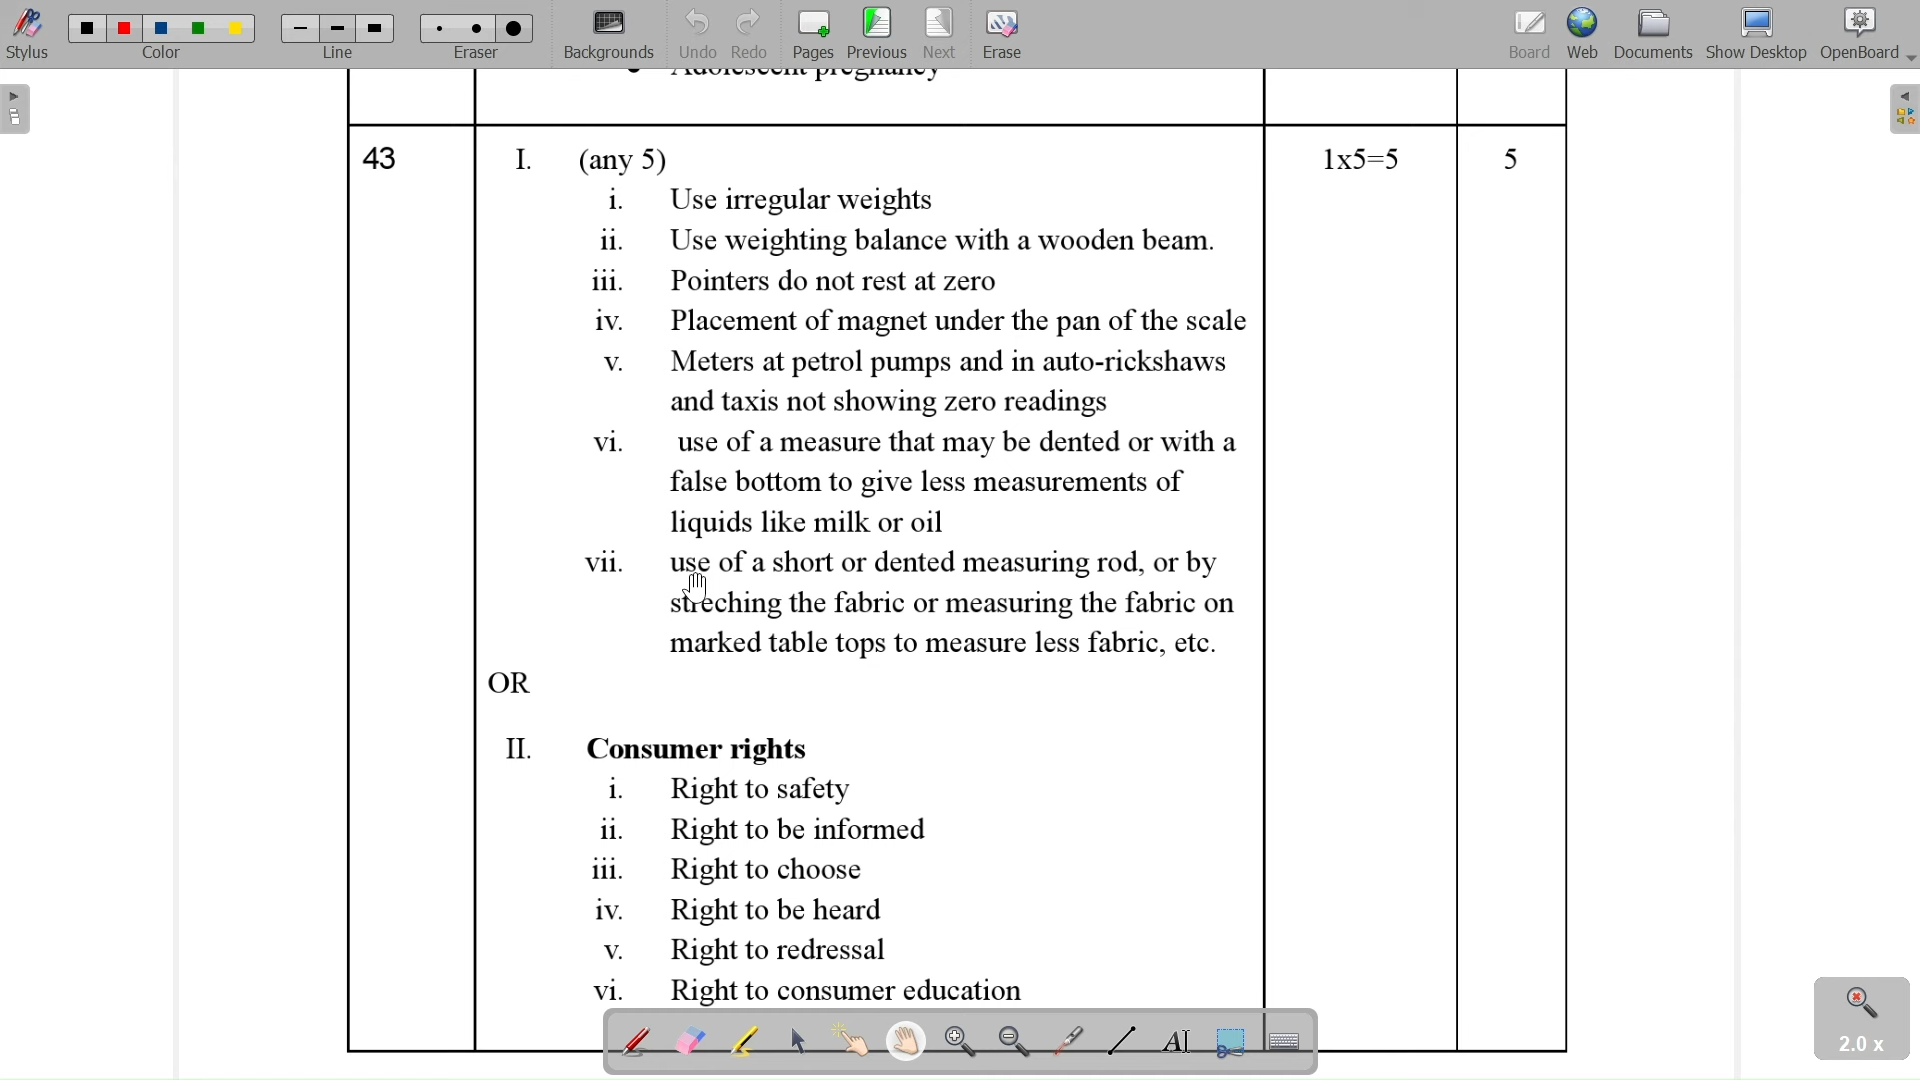 Stylus Color Line Eraser Backgrounds Undo Redo Pages Previous Next Erase Board Web Documents Show Desktop OpenBoard
Adolescent pregnancy
43 I. (any 5) 1x5=5 5
i. Use irregular weights
ii. Use weighting balance with a wooden beam.
iii. Pointers do not rest at zero
iv. Placement of magnet under the pan of the scale
v. Meters at petrol pumps and in auto-rickshaws
and taxis not showing zero readings
vi. use of a measure that may be dented or with a
false bottom to give less measurements of
liquids like milk or oil
vii. use of a short or dented measuring rod, or by
streching the fabric or measuring the fabric on
marked table tops to measure less fabric, etc.
OR
II. Consumer rights
i. Right to safety
ii. Right to be informed
iii. Right to choose
iv. Right to be heard
v. Right to redressal
vi. Right to consumer education
2.0 x